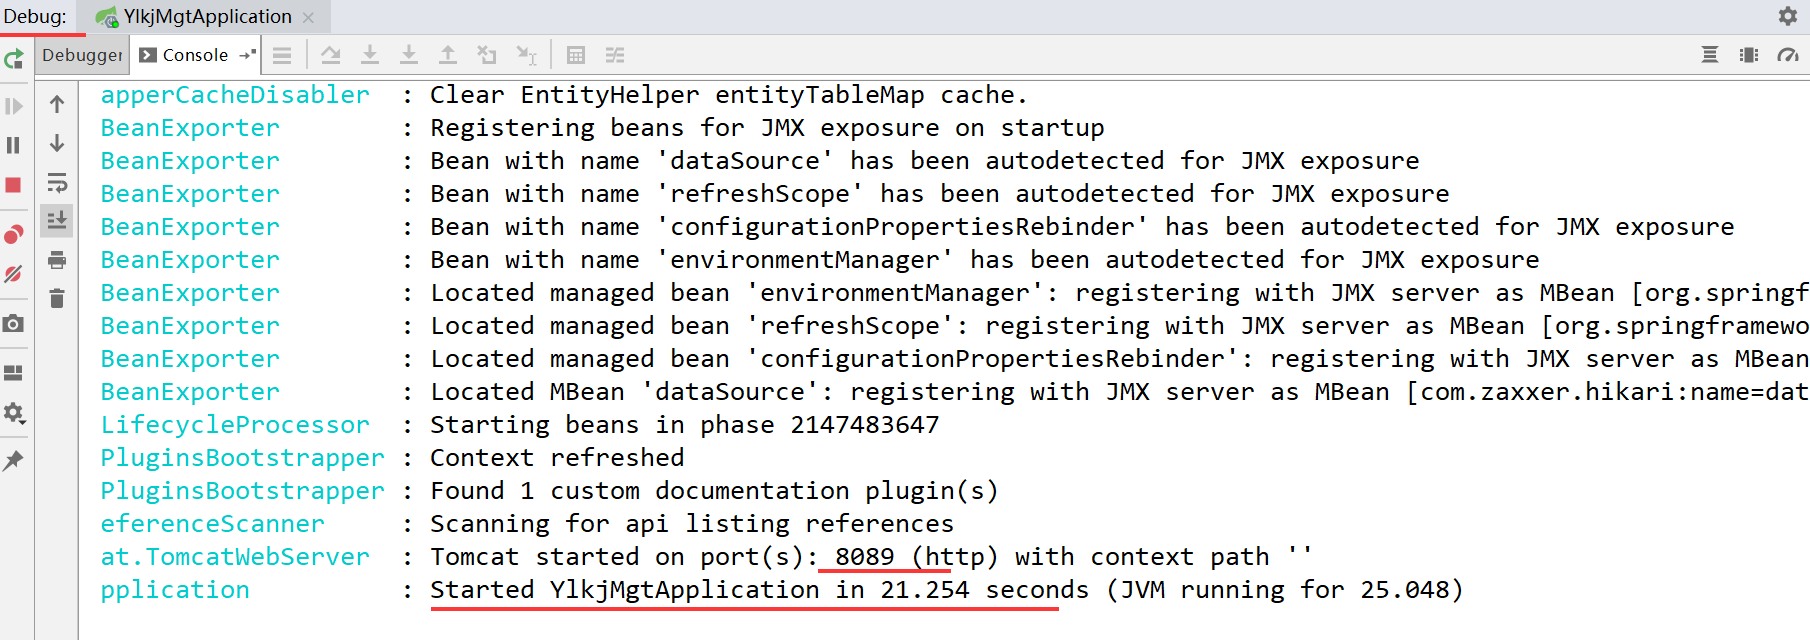 Debug: YlkjMgtApplication
Debugger Console
apperCacheDisabler : Clear EntityHelper entityTableMap cache.
BeanExporter : Registering beans for JMX exposure on startup
BeanExporter : Bean with name 'dataSource' has been autodetected for JMX exposure
BeanExporter : Bean with name 'refreshScope' has been autodetected for JMX exposure
BeanExporter : Bean with name 'configurationPropertiesRebinder' has been autodetected for JMX exposure
BeanExporter : Bean with name 'environmentManager' has been autodetected for JMX exposure
BeanExporter : Located managed bean 'environmentManager': registering with JMX server as MBean [org.springf
BeanExporter : Located managed bean 'refreshScope': registering with JMX server as MBean [org.springframewo
BeanExporter : Located managed bean 'configurationPropertiesRebinder': registering with JMX server as MBean
BeanExporter : Located MBean 'dataSource': registering with JMX server as MBean [com.zaxxer.hikari:name=dat
LifecycleProcessor : Starting beans in phase 2147483647
PluginsBootstrapper : Context refreshed
PluginsBootstrapper : Found 1 custom documentation plugin(s)
eferenceScanner : Scanning for api listing references
at.TomcatWebServer : Tomcat started on port(s): 8089 (http) with context path ''
pplication : Started YlkjMgtApplication in 21.254 seconds (JVM running for 25.048)